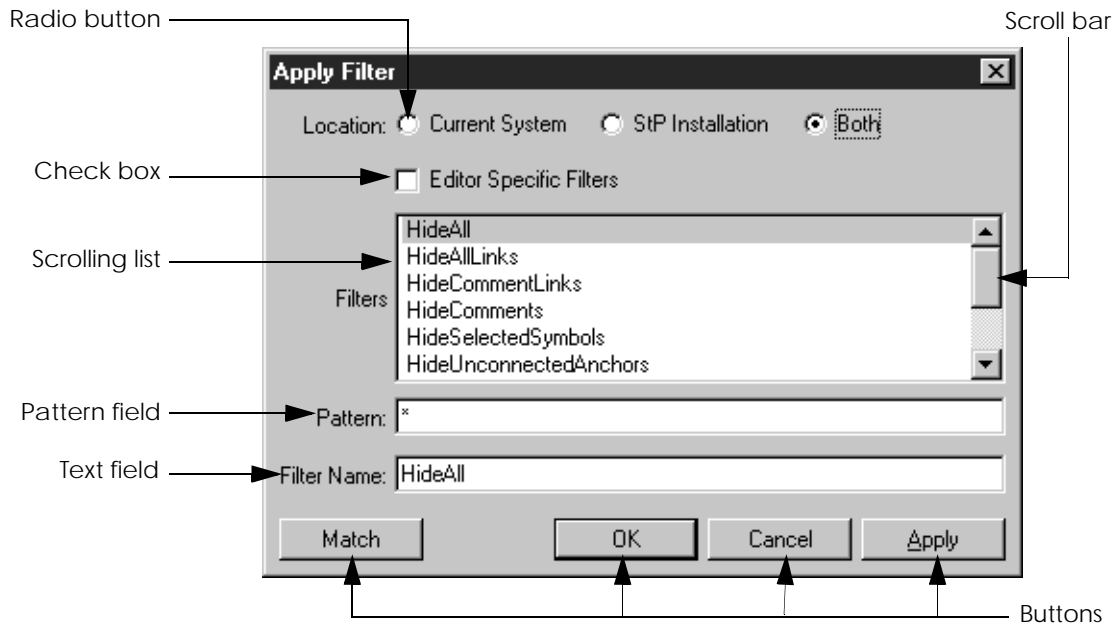 Radio button
Scroll bar
Apply Filter
Location: Current System StP Installation Both
Check box
Editor Specific Filters
Scrolling list
Filters
HideAll
HideAllLinks
HideCommentLinks
HideComments
HideSelectedSymbols
HideUnconnectedAnchors
Pattern field
Pattern: *
Text field
Filter Name: HideAll
Match OK Cancel Apply
Buttons